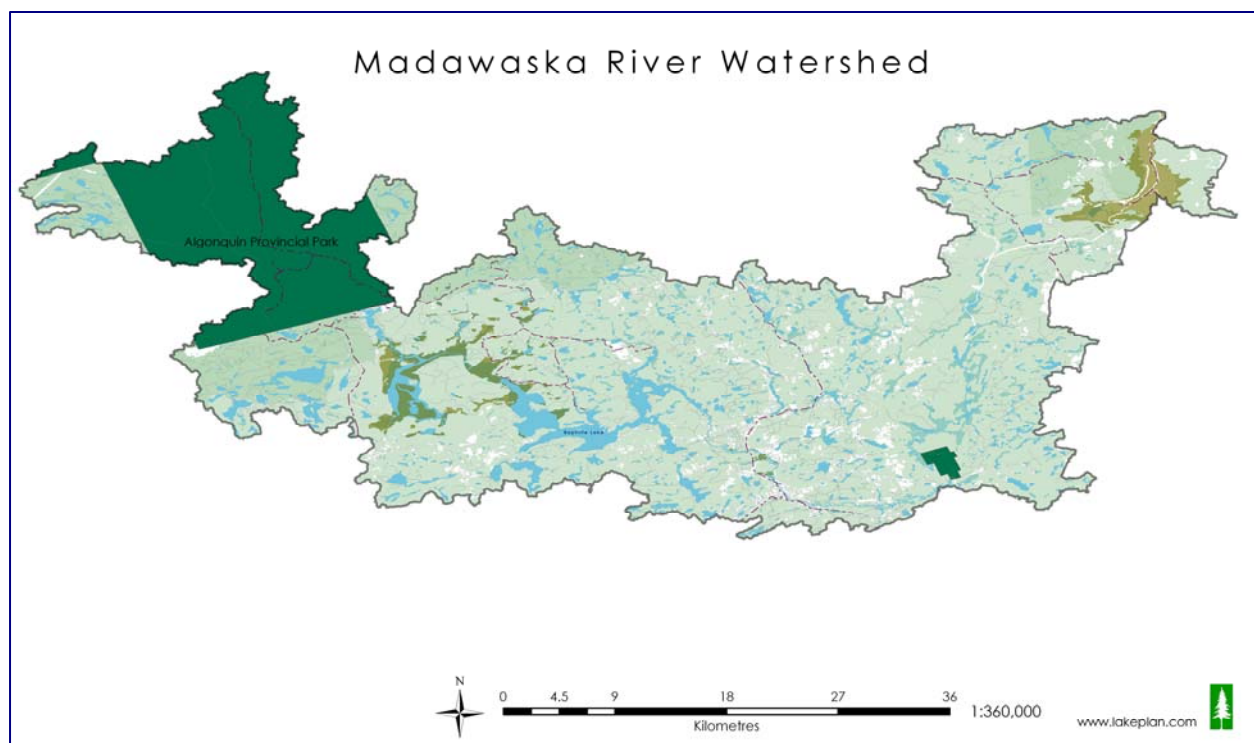 Madawaska River Watershed
Algonquin Provincial Park
Baptiste Lake
N
0 4.5 9 18 27 36
Kilometres
1:360,000
www.lakeplan.com